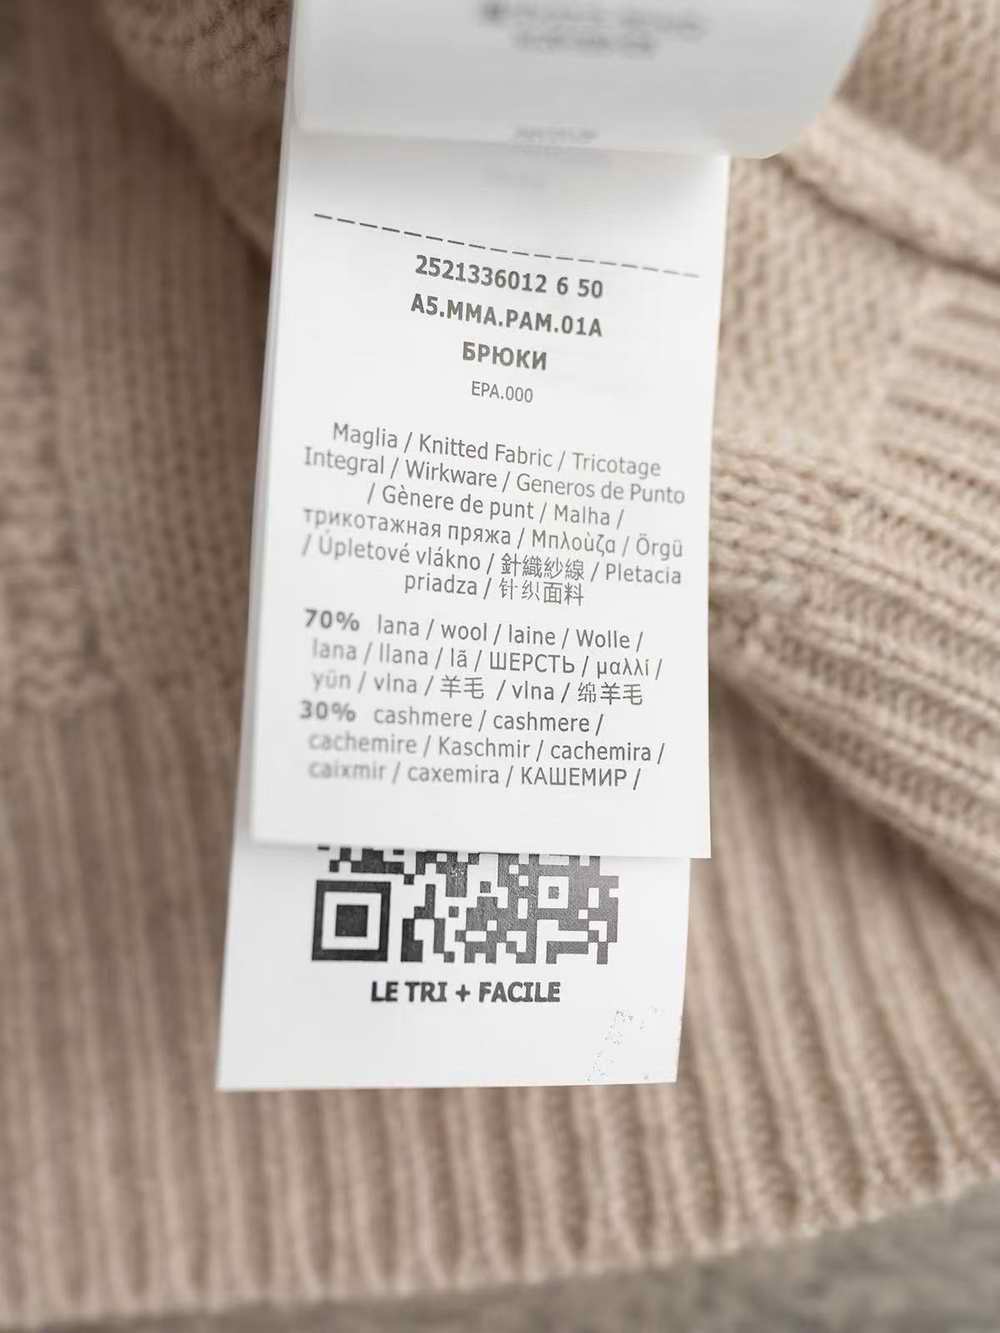 2521336012 6 50
A5.MMA.PAM.01A
БРЮКИ
EPA.000
Maglia / Knitted Fabric / Tricotage
Integral / Wirkware / Generos de Punto
/ Gènere de punt / Malha /
трикотажная пряжа / Μπλοὺζα / Örgü
/ Úpletové vlákno / 針織紗線 / Pletacia
priadza / 针织面料
70% lana / wool / laine / Wolle /
lana / llana / lã / ШЕРСТЬ / μαλλί /
yün / vlna / 羊毛 / vlna / 绵羊毛
30% cashmere / cashmere /
cachemire / Kaschmir / cachemira /
caixmir / caxemira / КАШЕМИР /
LE TRI + FACILE